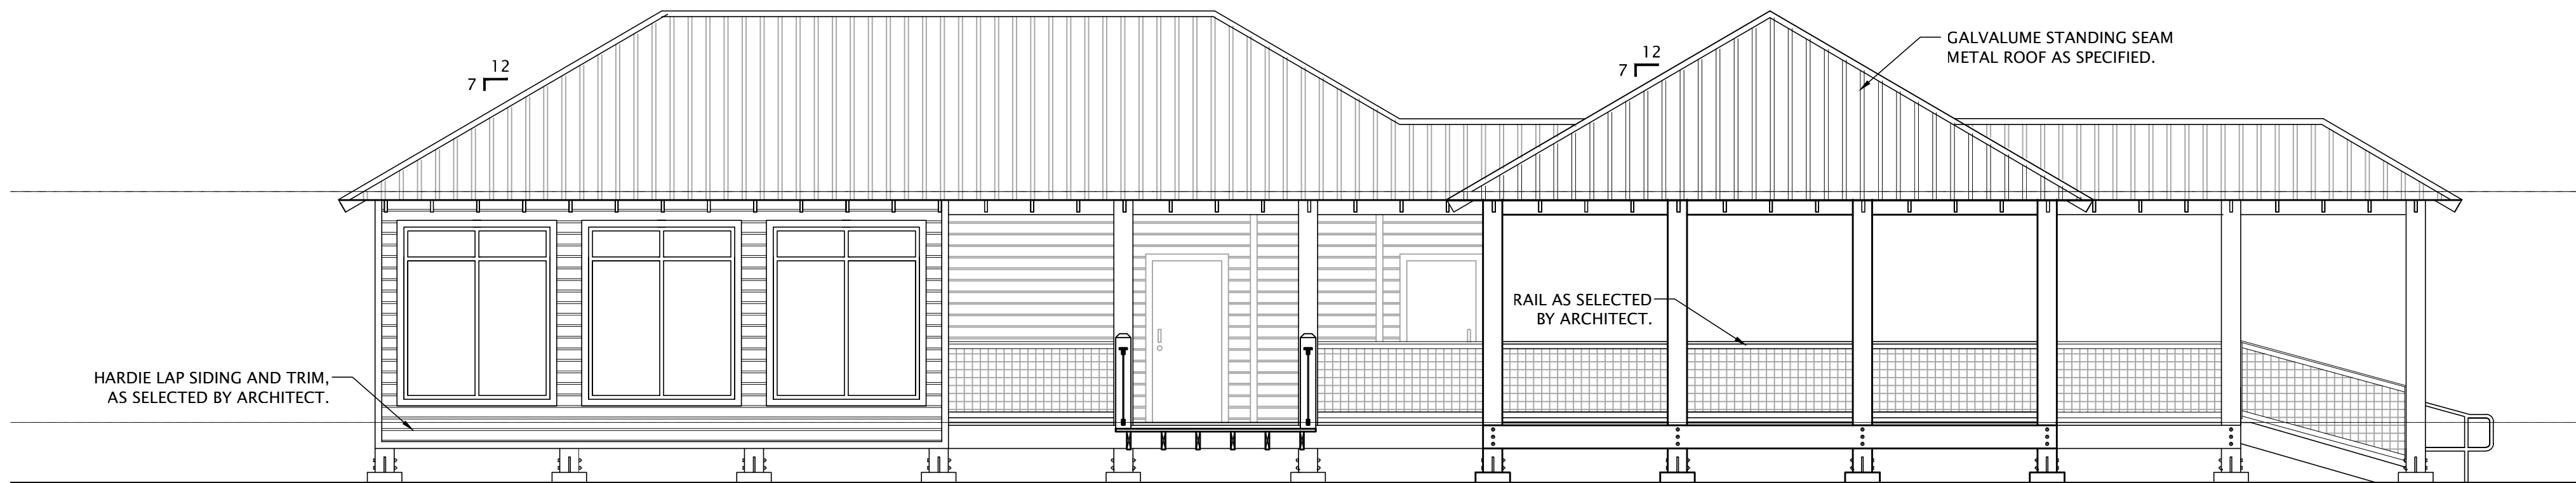 12
7
12
7
GALVALUME STANDING SEAM
METAL ROOF AS SPECIFIED.
RAIL AS SELECTED
BY ARCHITECT.
HARDIE LAP SIDING AND TRIM,
AS SELECTED BY ARCHITECT.